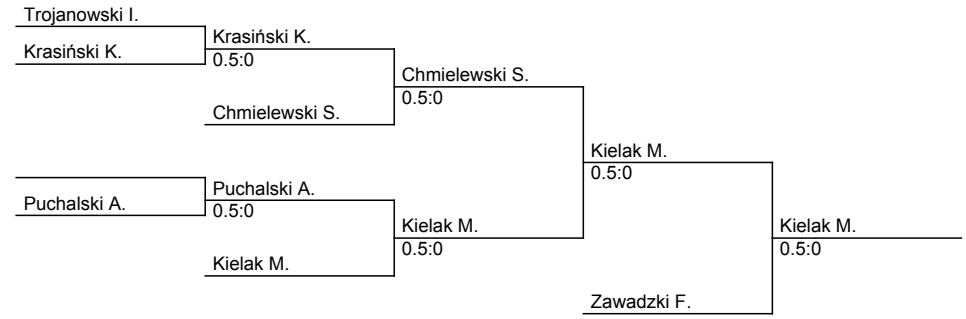 Trojanowski I.
Krasiński K.
Krasiński K.
0.5:0
Chmielewski S.
Chmielewski S.
0.5:0
Puchalski A.
Puchalski A.
0.5:0
Kielak M.
Kielak M.
0.5:0
Kielak M.
0.5:0
Zawadzki F.
Kielak M.
0.5:0